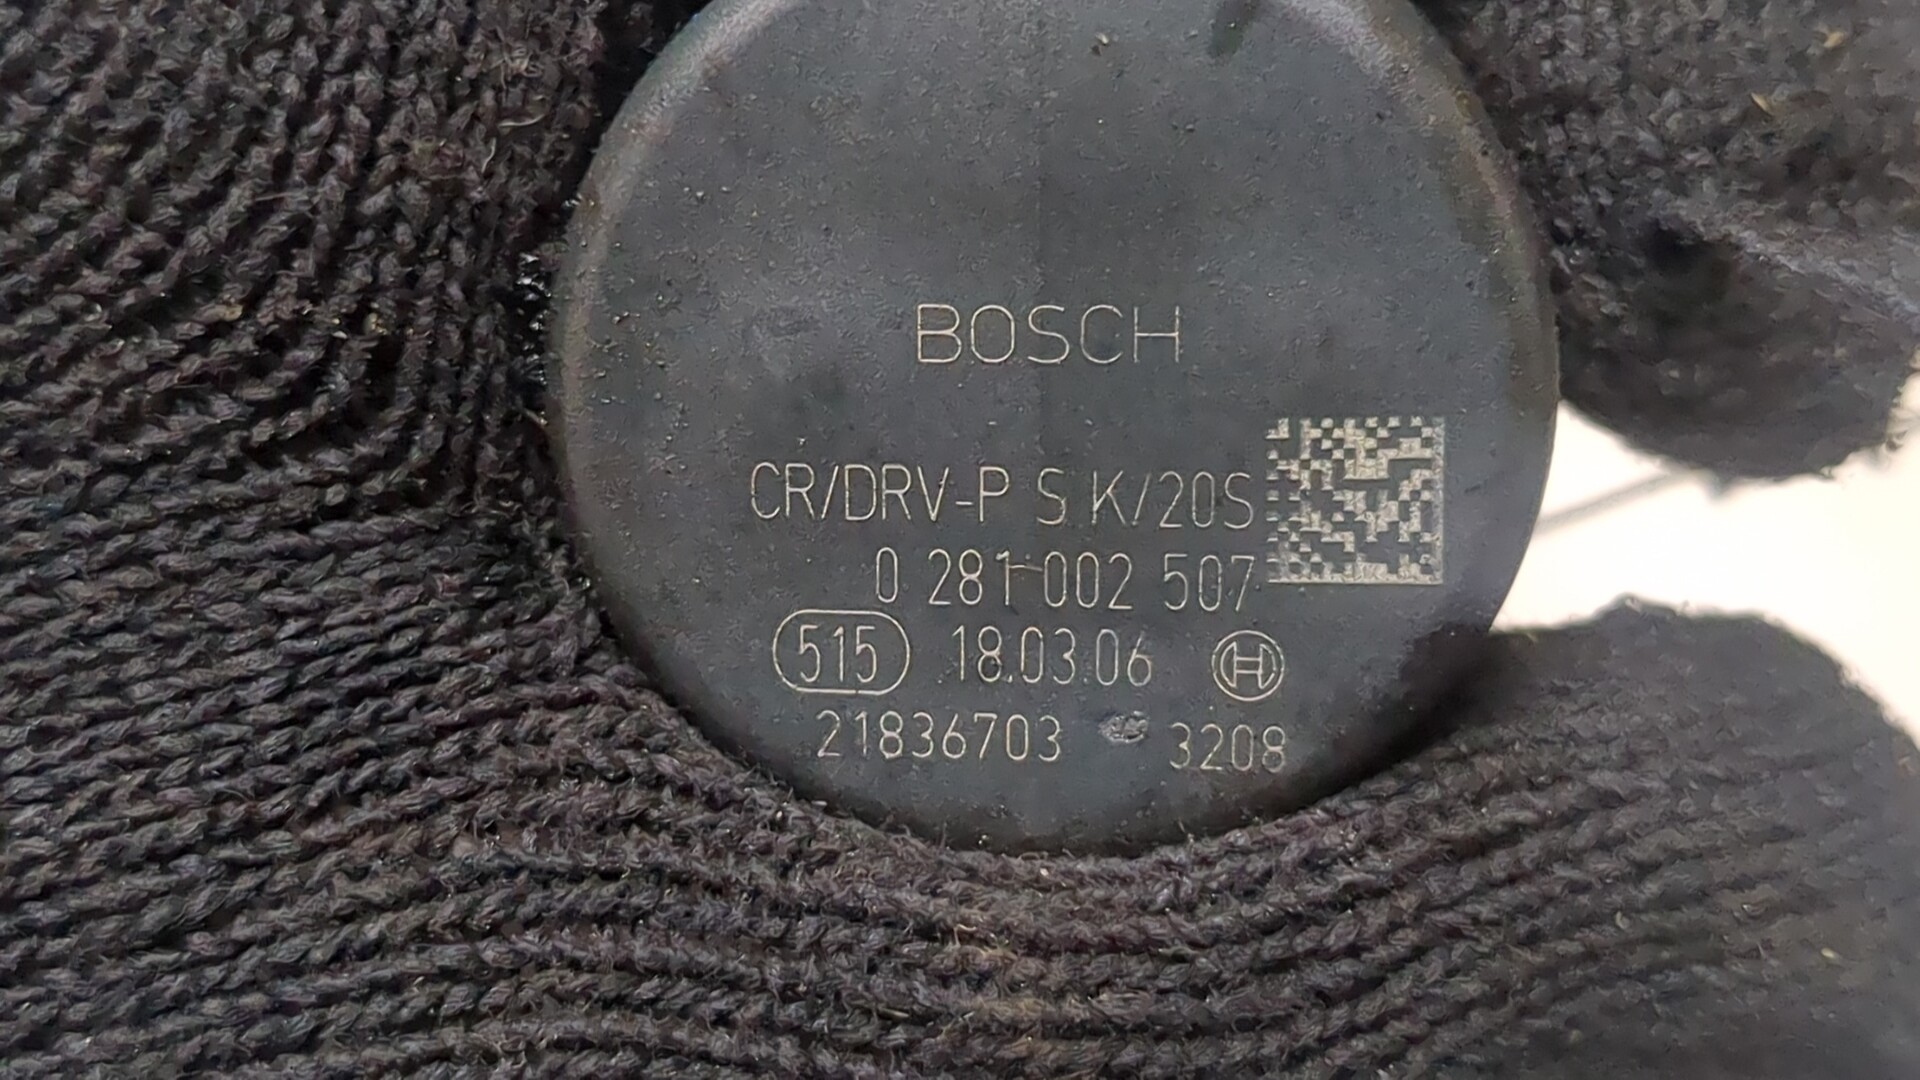 BOSCH
CR/DRV-P S K/20S
0 281 002 507
515 18.03.06
21836703 3208